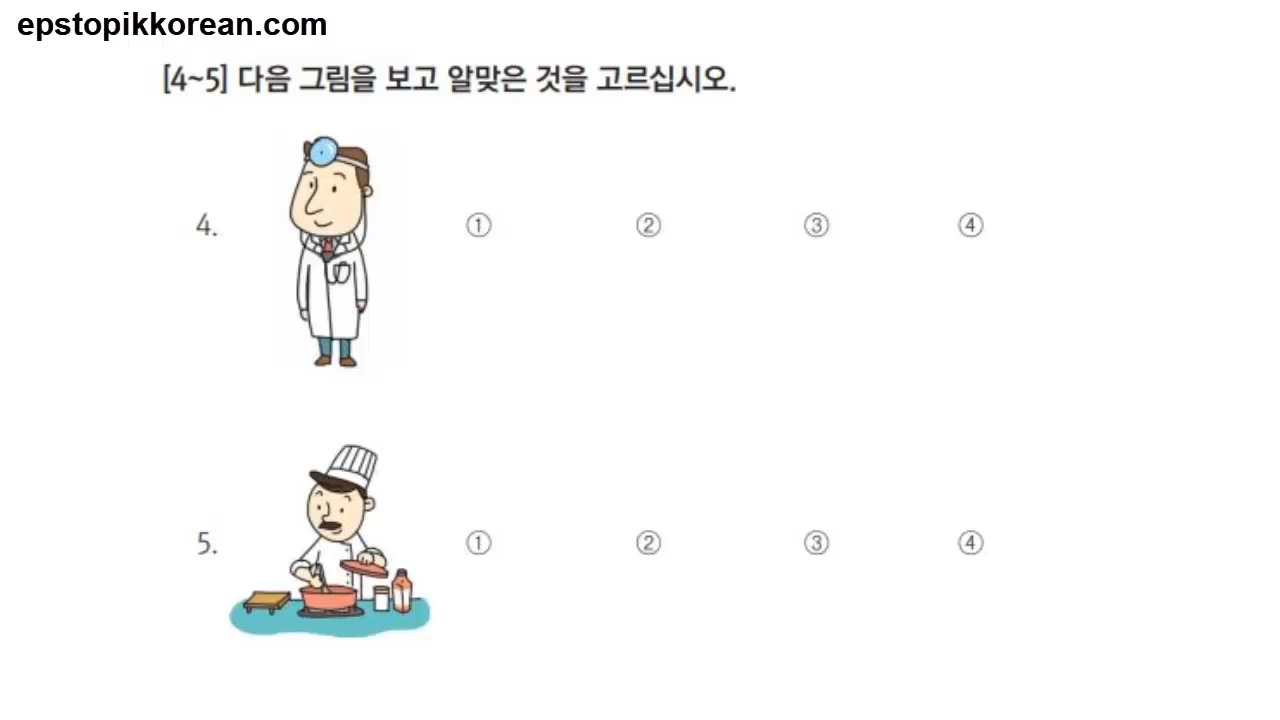 epstopikkorean.com
[4~5] 다음 그림을 보고 알맞은 것을 고르십시오.
4. ① ② ③ ④
5. ① ② ③ ④